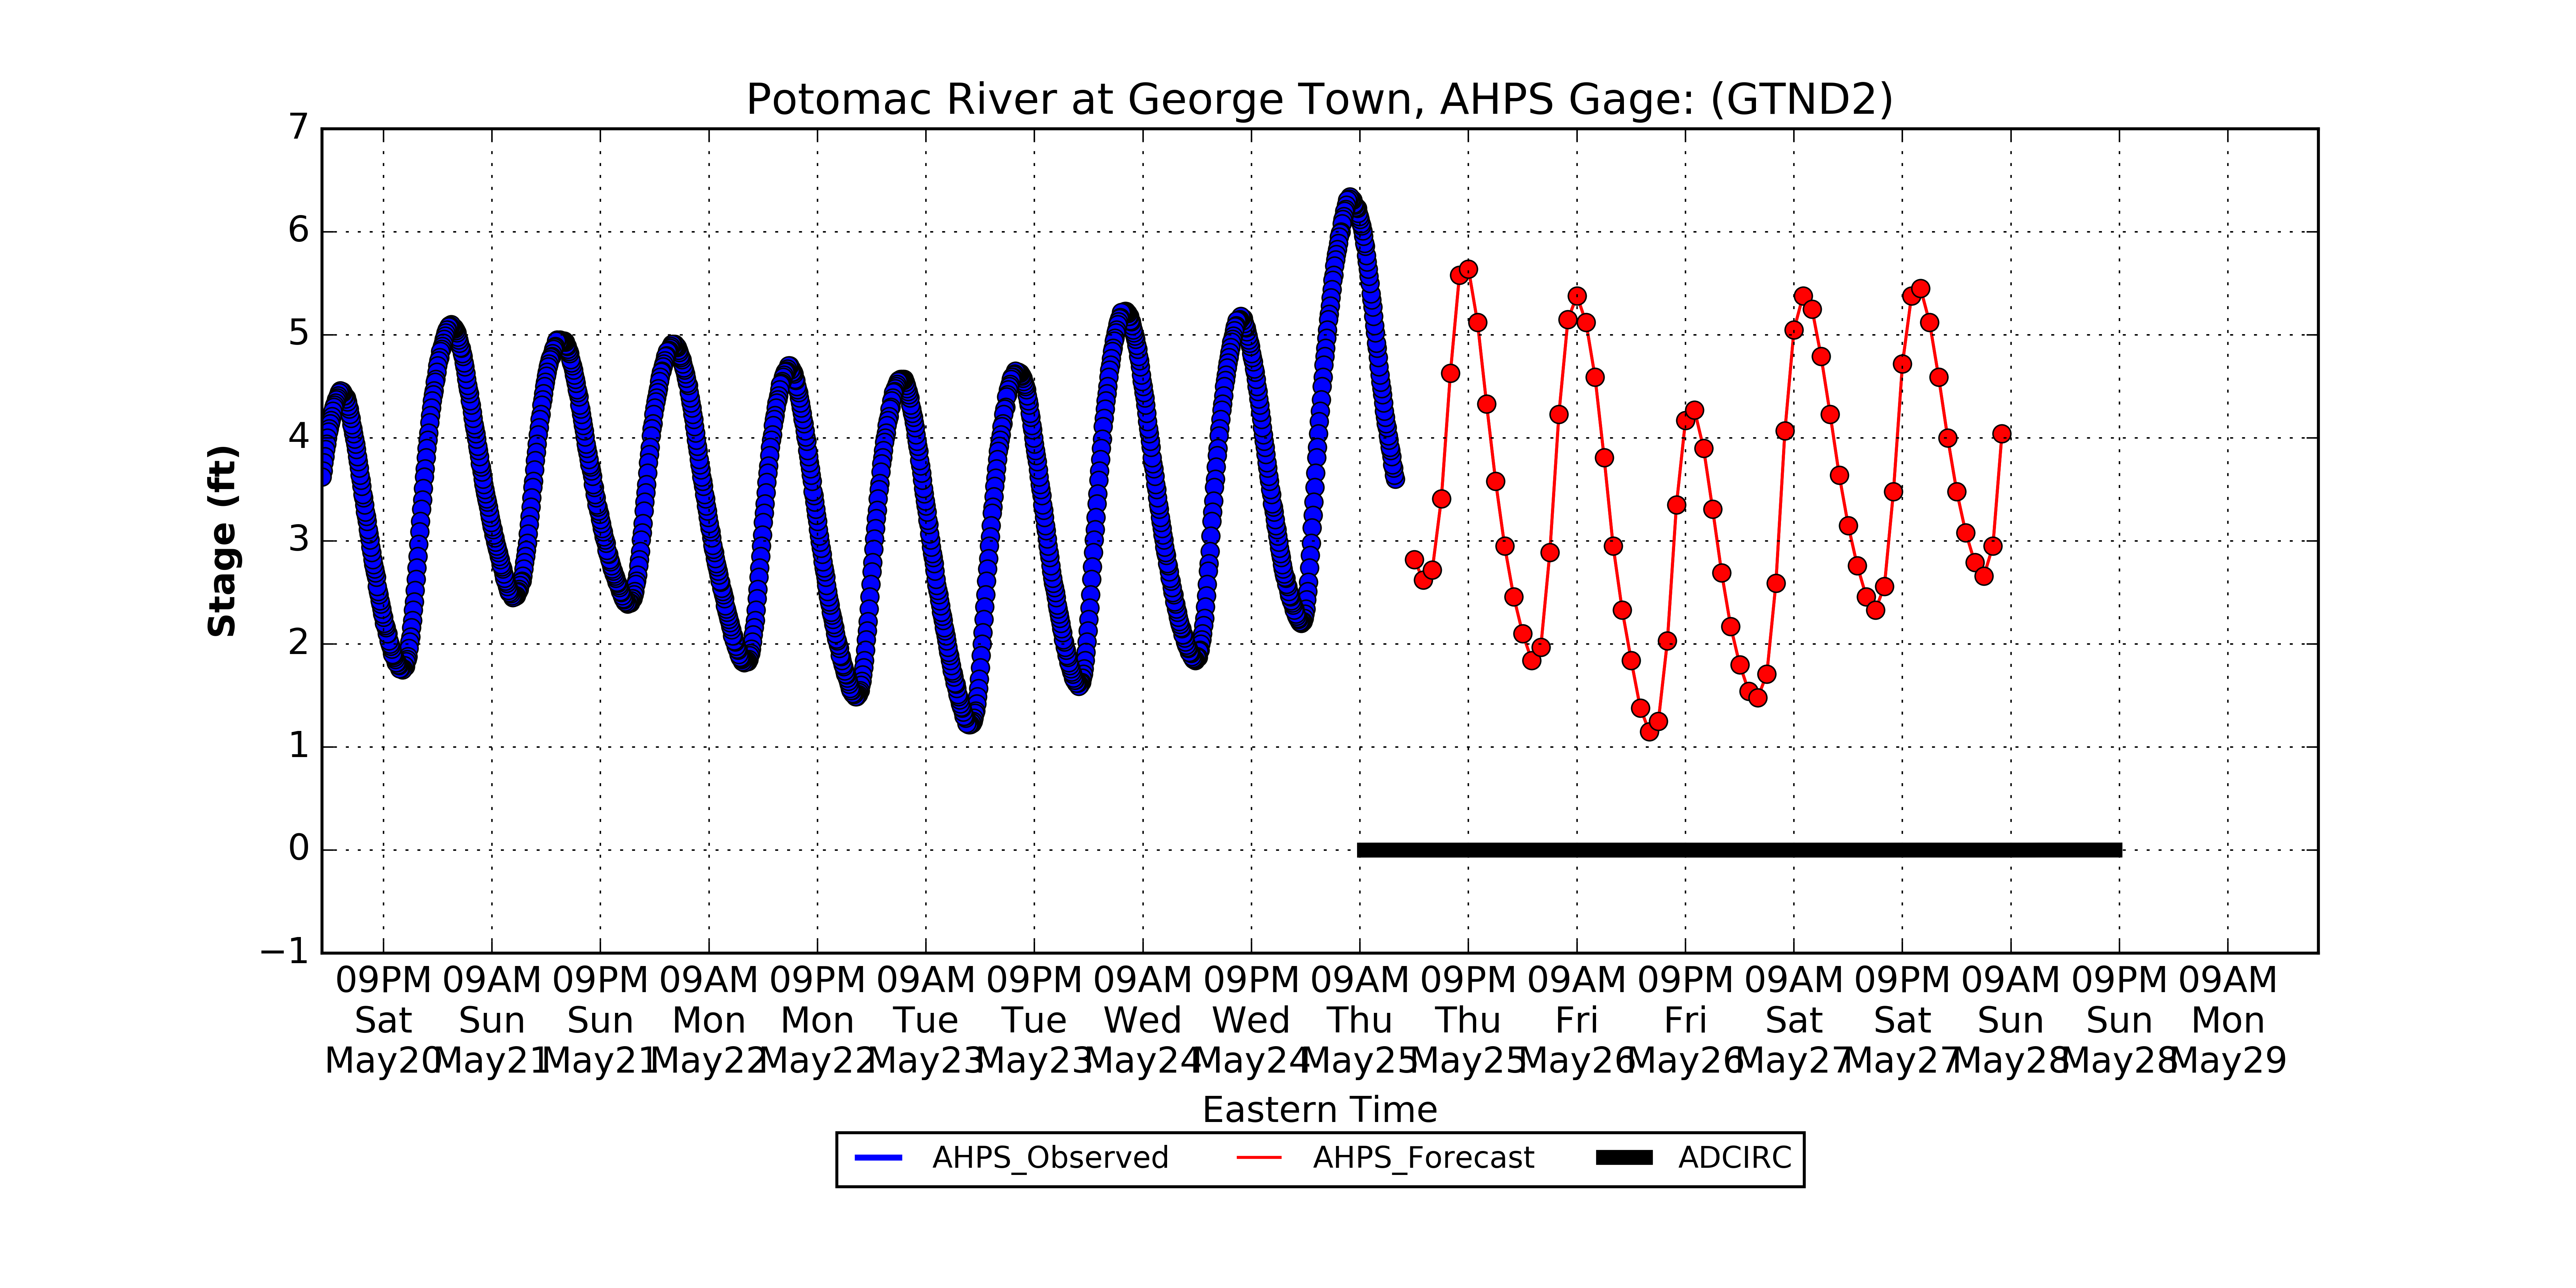 Potomac River at George Town, AHPS Gage: (GTND2)
7
6
5
4
3
2
1
0
−1
Stage (ft)
09PM 09AM 09PM 09AM 09PM 09AM 09PM 09AM 09PM 09AM 09PM 09AM 09PM 09AM 09PM 09AM 09PM 09AM
Sat Sun Sun Mon Mon Tue Tue Wed Wed Thu Thu Fri Fri Sat Sat Sun Sun Mon
May20 May21 May21 May22 May22 May23 May23 May24 May24 May25 May25 May26 May26 May27 May27 May28 May28 May29
Eastern Time
AHPS_Observed AHPS_Forecast ADCIRC